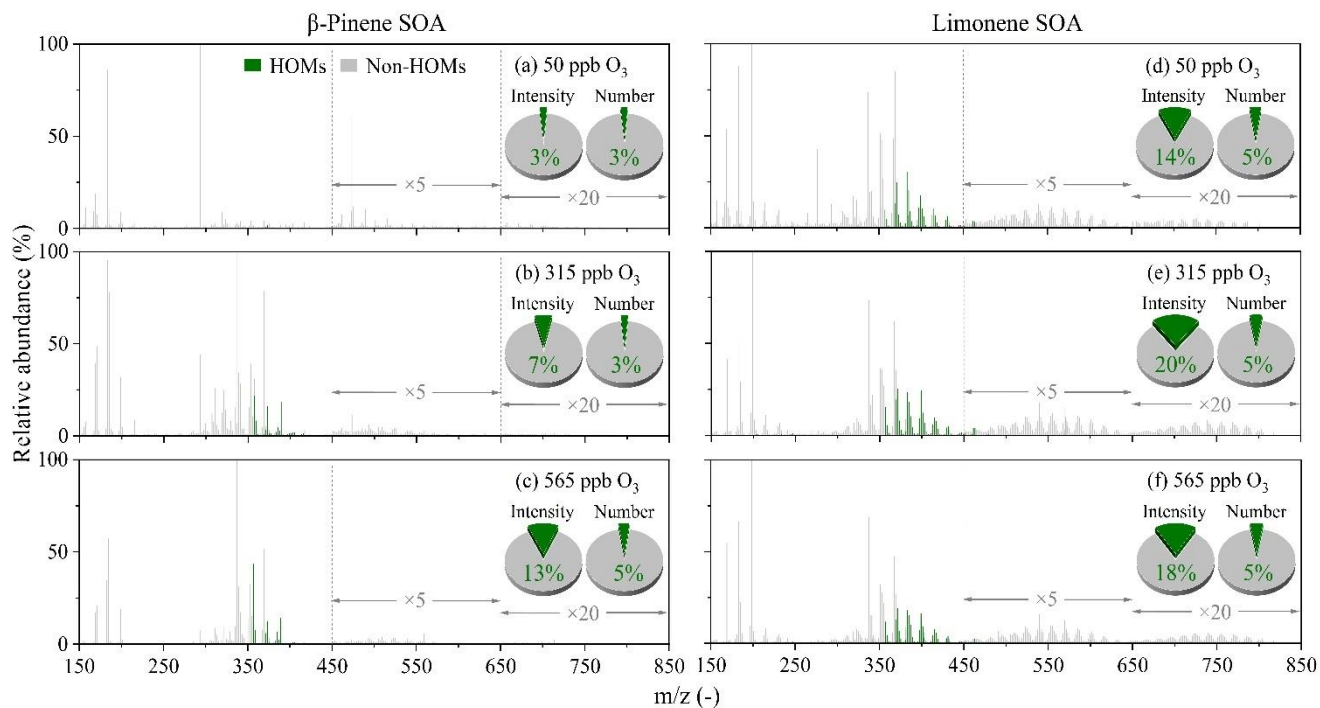 β-Pinene SOA
Limonene SOA
HOMs Non-HOMs
(a) 50 ppb O3
Intensity Number
3% 3%
×5
×20
(d) 50 ppb O3
Intensity Number
14% 5%
×5
×20
(b) 315 ppb O3
Intensity Number
7% 3%
×5
×20
(e) 315 ppb O3
Intensity Number
20% 5%
×5
×20
(c) 565 ppb O3
Intensity Number
13% 5%
×5
×20
(f) 565 ppb O3
Intensity Number
18% 5%
×5
×20
Relative abundance (%)
100
50
0
100
50
0
100
50
0
150 250 350 450 550 650 750 850
150 250 350 450 550 650 750 850
m/z (-)